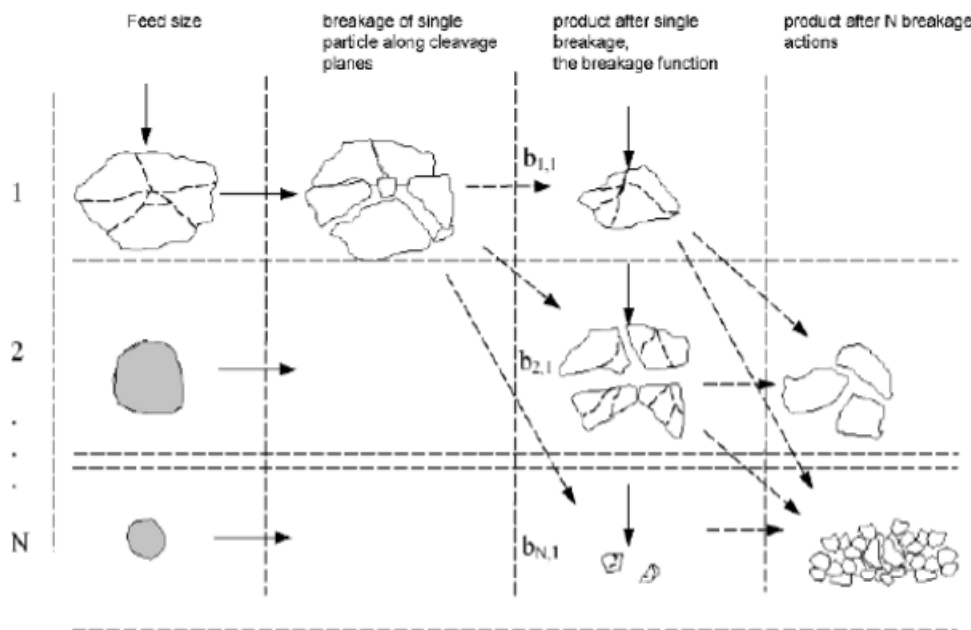 Feed size
breakage of single
particle along cleavage
planes
product after single
breakage,
the breakage function
product after N breakage
actions
1
b1,1
2
b2,1
.
.
.
N
bN,1